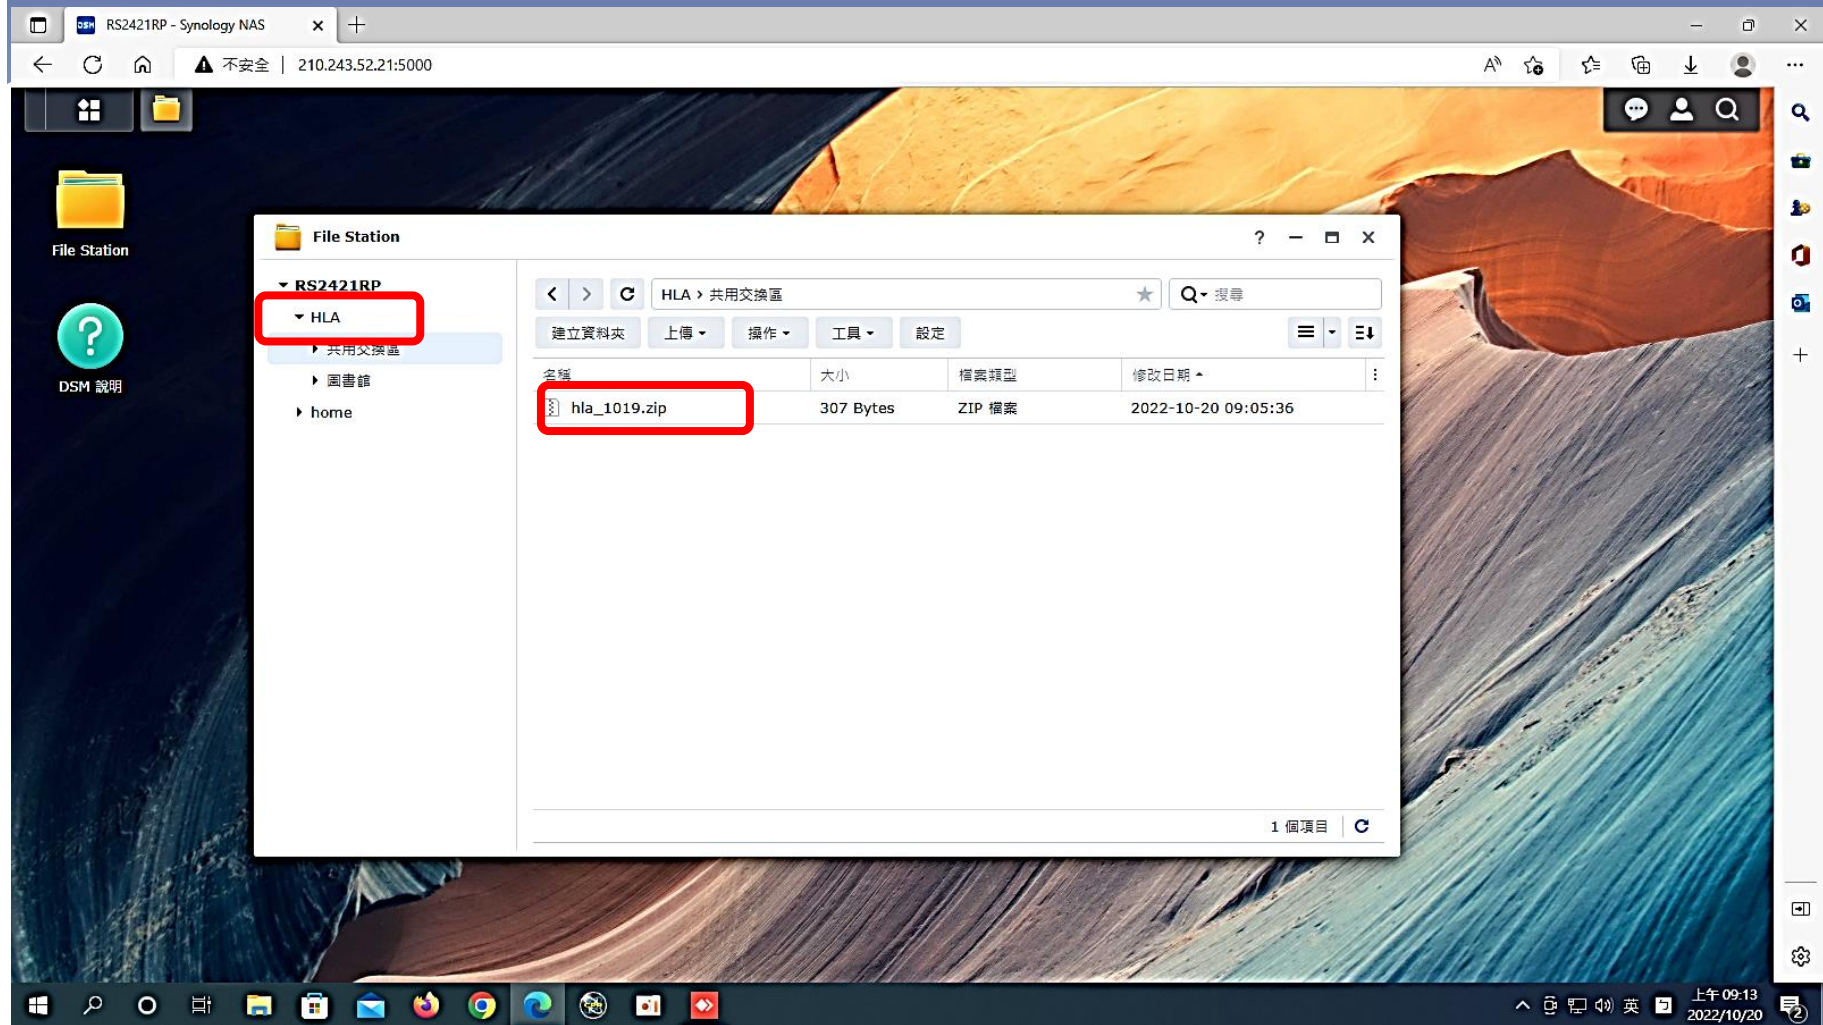 RS2421RP - Synology NAS
不安全 | 210.243.52.21:5000
File Station
DSM 說明
File Station
RS2421RP
HLA
共用交換區
圖書館
home
HLA › 共用交換區
搜尋
建立資料夾 上傳 操作 工具 設定
名稱 大小 檔案類型 修改日期
hla_1019.zip 307 Bytes ZIP 檔案 2022-10-20 09:05:36
1 個項目
英
上午 09:13
2022/10/20
2